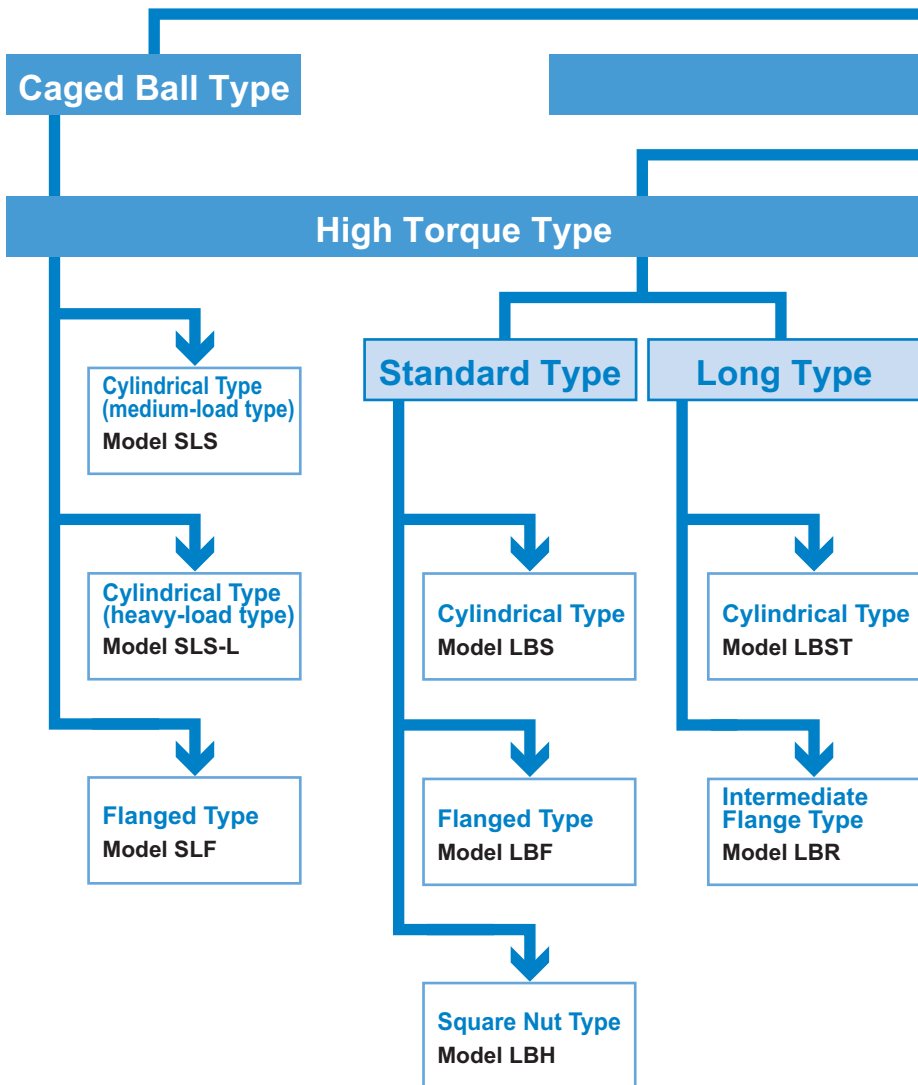 Caged Ball Type
High Torque Type
Standard Type
Long Type
Cylindrical Type
(medium-load type)
Model SLS
Cylindrical Type
(heavy-load type)
Model SLS-L
Cylindrical Type
Model LBS
Cylindrical Type
Model LBST
Flanged Type
Model SLF
Flanged Type
Model LBF
Intermediate
Flange Type
Model LBR
Square Nut Type
Model LBH